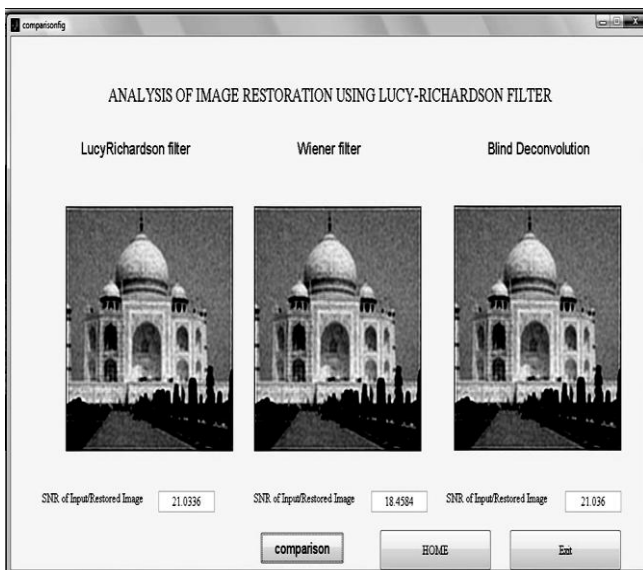 comparisonfig
ANALYSIS OF IMAGE RESTORATION USING LUCY-RICHARDSON FILTER
LucyRichardson filter Wiener filter Blind Deconvolution
SNR of Input/Restored Image 21.0336 SNR of Input/Restored Image 18.4584 SNR of Input/Restored Image 21.036
comparison HOME Exit